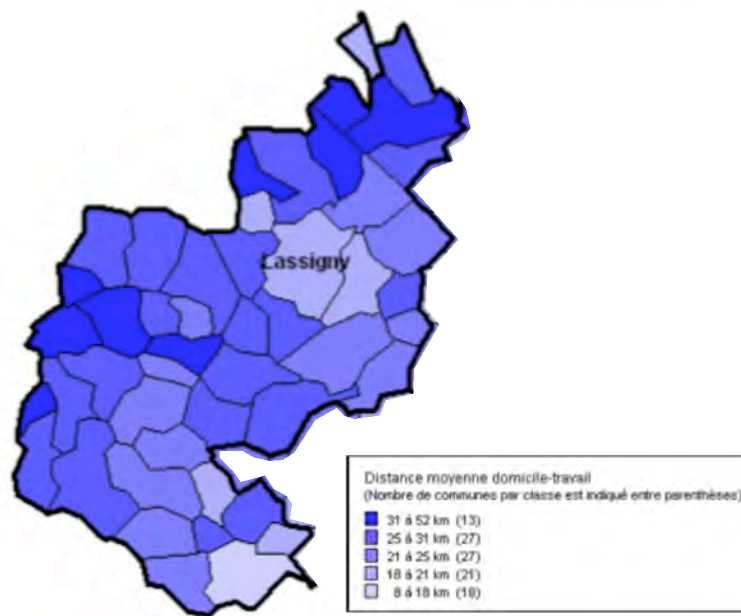 Lassigny
Distance moyenne domicile-travail
(Nombre de communes par classe est indiqué entre parenthèses)
31 à 52 km (13)
25 à 31 km (27)
21 à 25 km (27)
18 à 21 km (21)
8 à 18 km (18)